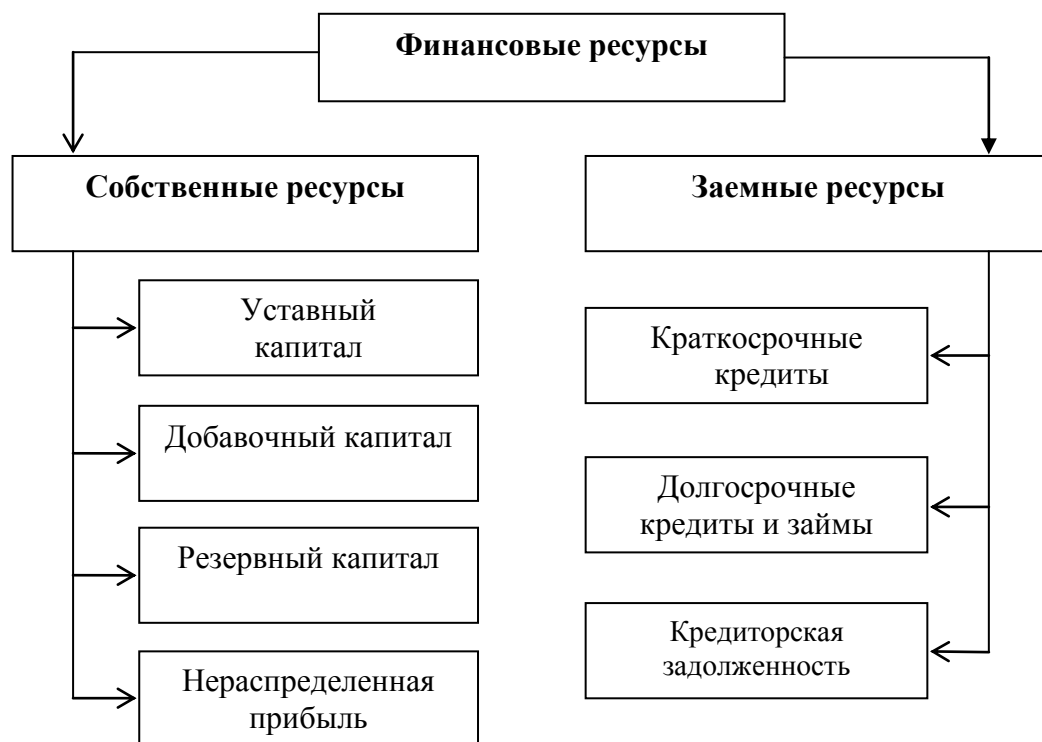 Финансовые ресурсы
Собственные ресурсы
Уставный
капитал
Добавочный капитал
Резервный капитал
Нераспределенная
прибыль
Заемные ресурсы
Краткосрочные
кредиты
Долгосрочные
кредиты и займы
Кредиторская
задолженность